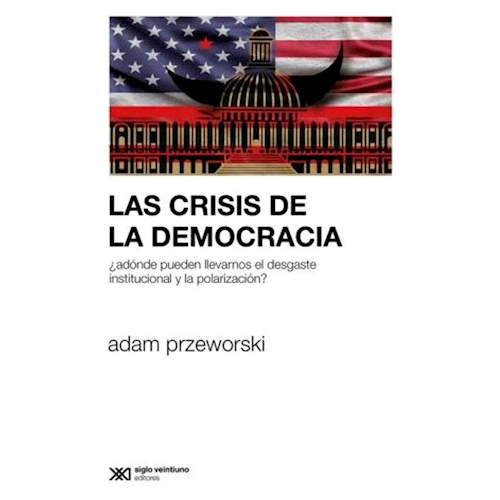 LAS CRISIS DE
LA DEMOCRACIA
¿adónde pueden llevarnos el desgaste
institucional y la polarización?
adam przeworski
siglo veintiuno
editores